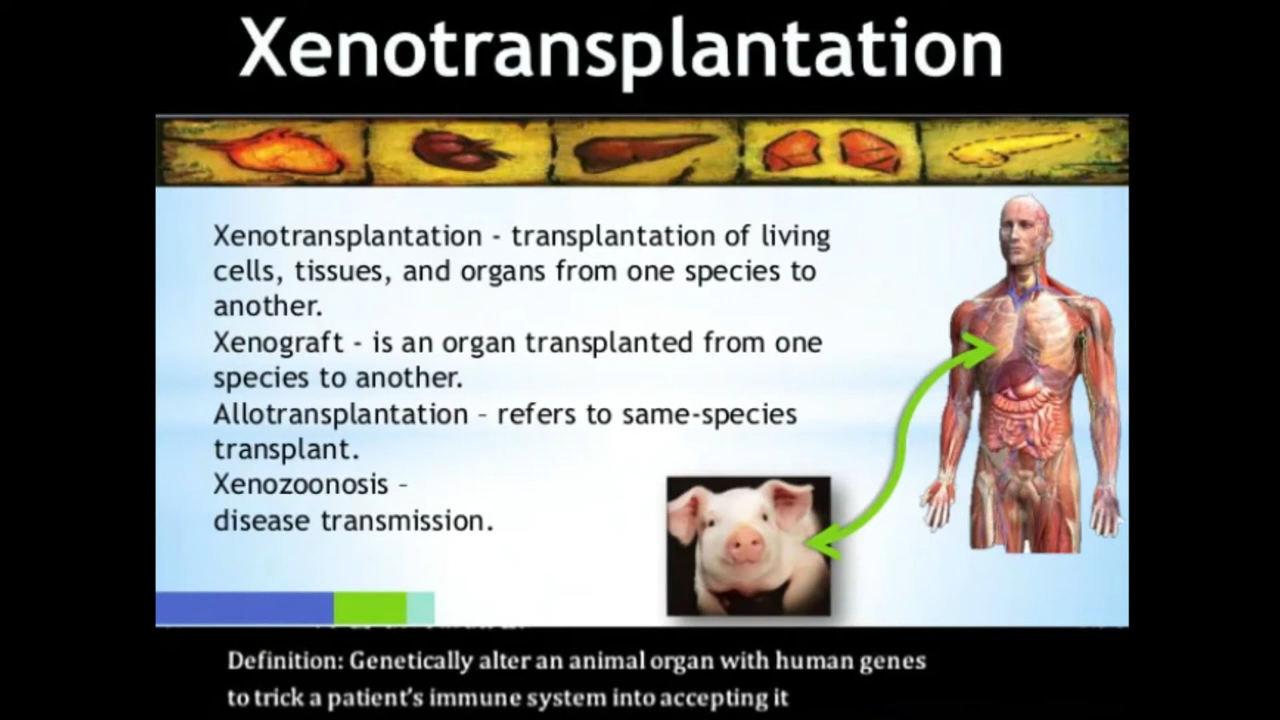 Xenotransplantation
Xenotransplantation - transplantation of living
cells, tissues, and organs from one species to
another.
Xenograft - is an organ transplanted from one
species to another.
Allotransplantation – refers to same-species
transplant.
Xenozoonosis –
disease transmission.
Definition: Genetically alter an animal organ with human genes
to trick a patient's immune system into accepting it